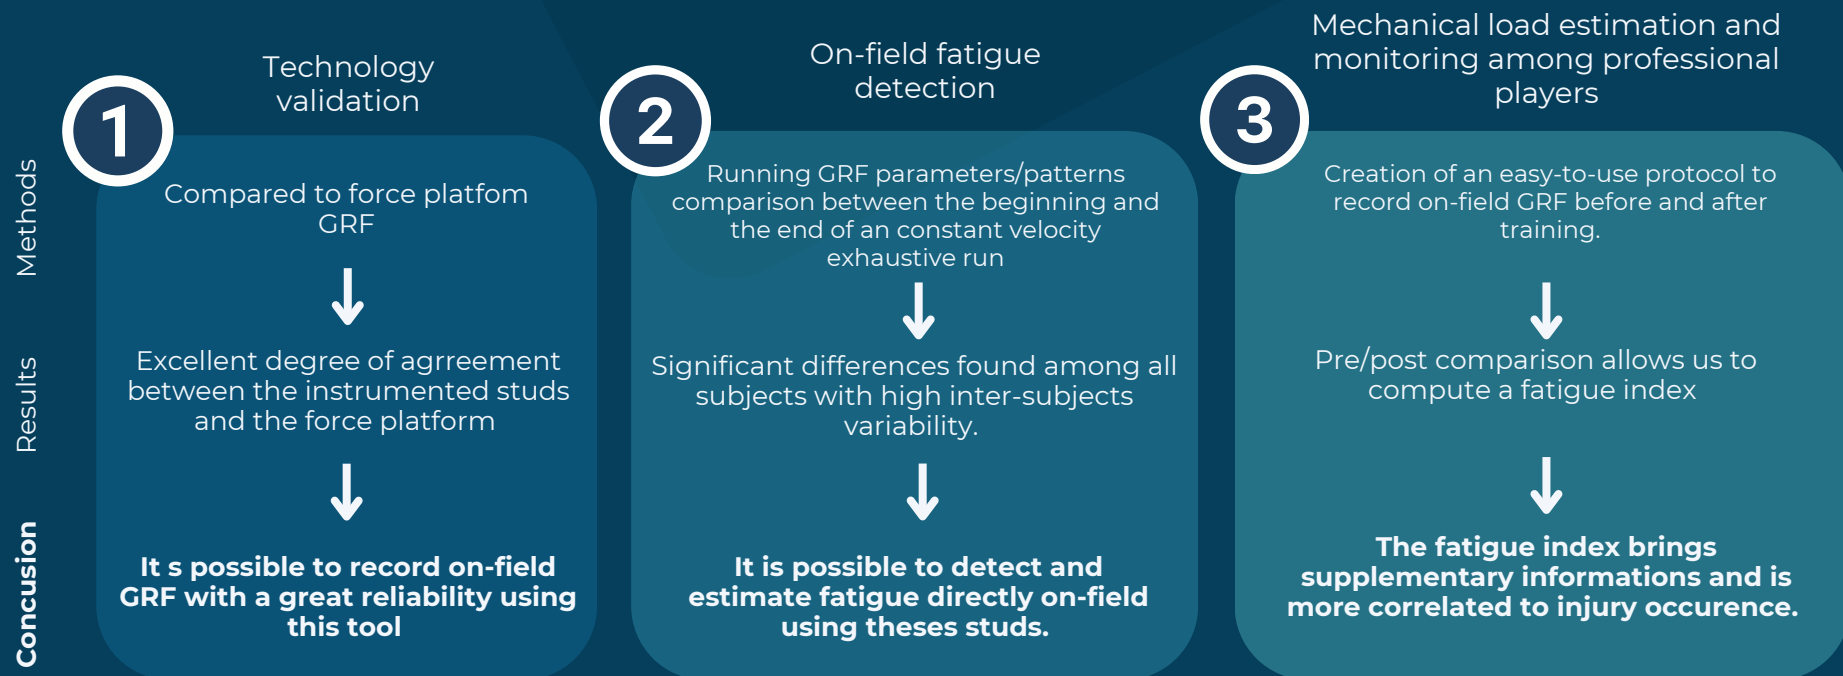 Technology
validation
1
Methods
Compared to force platfom
GRF
Results
Excellent degree of agrreement
between the instrumented studs
and the force platform
Concusion
It s possible to record on-field
GRF with a great reliability using
this tool
On-field fatigue
detection
2
Running GRF parameters/patterns
comparison between the beginning and
the end of an constant velocity
exhaustive run
Significant differences found among all
subjects with high inter-subjects
variability.
It is possible to detect and
estimate fatigue directly on-field
using theses studs.
Mechanical load estimation and
monitoring among professional
players
3
Creation of an easy-to-use protocol to
record on-field GRF before and after
training.
Pre/post comparison allows us to
compute a fatigue index
The fatigue index brings
supplementary informations and is
more correlated to injury occurence.